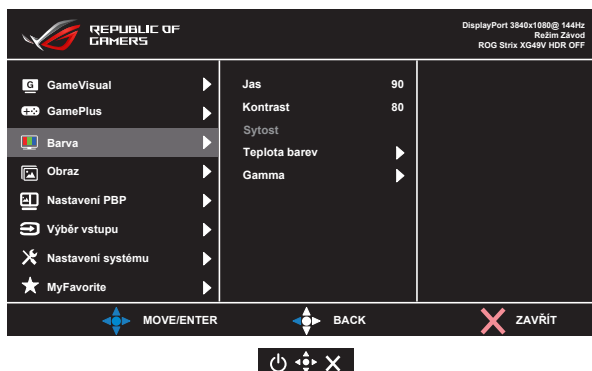 REPUBLIC OF
GAMERS
DisplayPort 3840x1080@ 144Hz
Režim Závod
ROG Strix XG49V HDR OFF
G GameVisual
GamePlus
Barva
Obraz
Nastavení PBP
Výběr vstupu
Nastavení systému
MyFavorite
Jas 90
Kontrast 80
Sytost
Teplota barev
Gamma
MOVE/ENTER
BACK
ZAVŘÍT